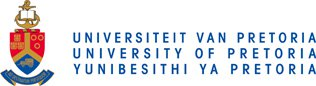 UNIVERSITEIT VAN PRETORIA
UNIVERSITY OF PRETORIA
YUNIBESITHI YA PRETORIA